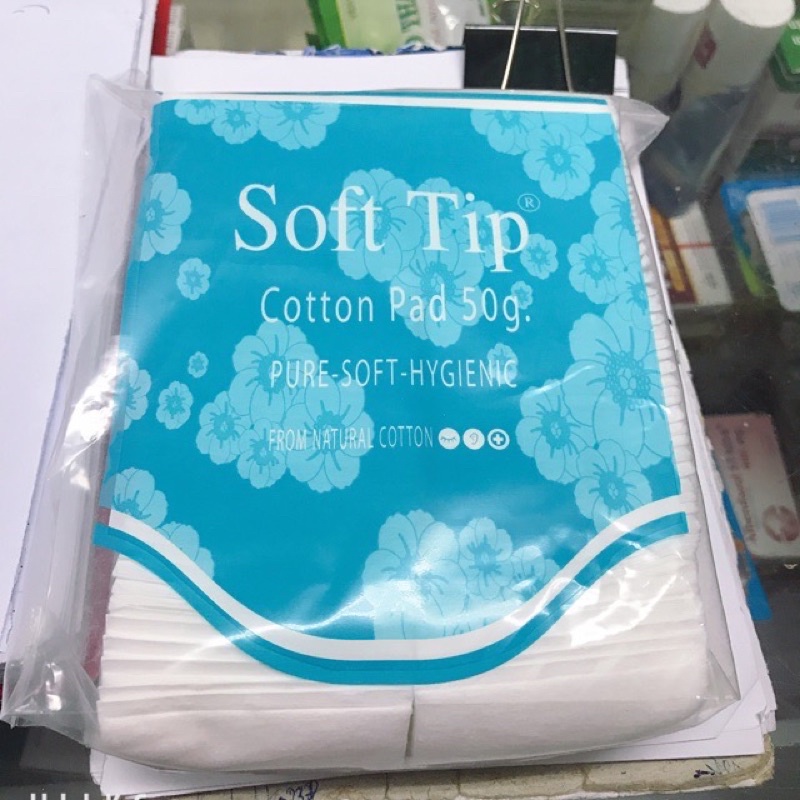 Soft Tip®
Cotton Pad 50g.
PURE-SOFT-HYGIENIC
FROM NATURAL COTTON